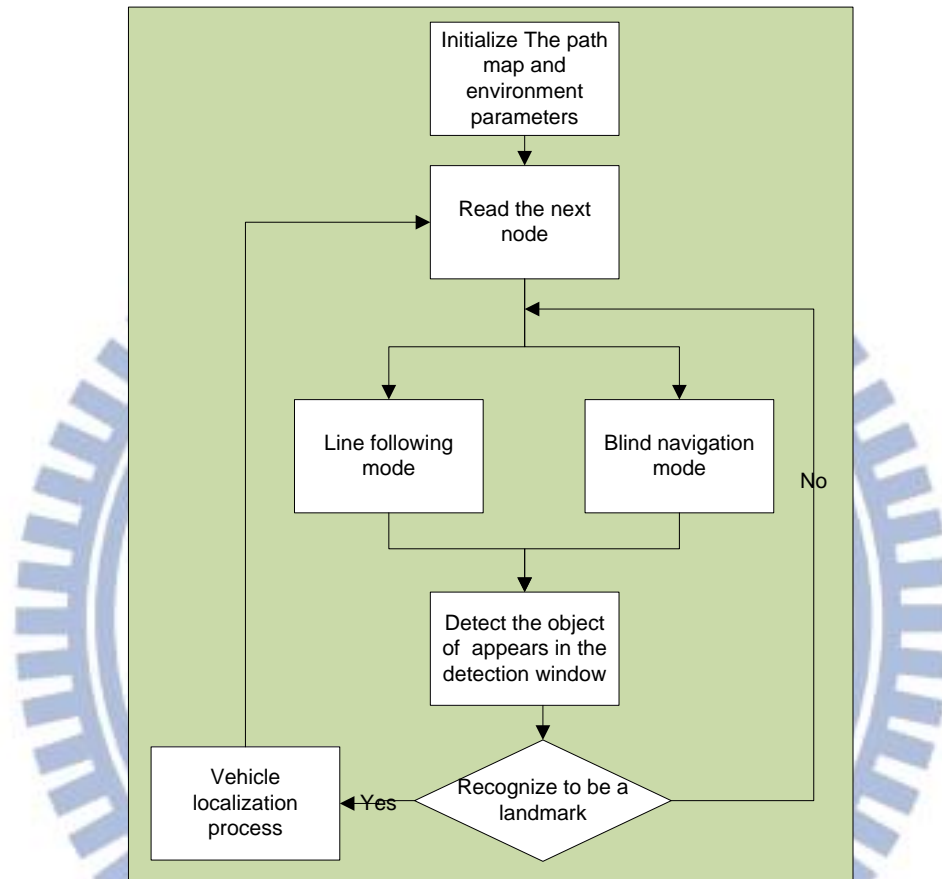 Initialize The path
map and
environment
parameters
Read the next
node
Line following
mode
Blind navigation
mode
No
Detect the object
of appears in the
detection window
Recognize to be a
landmark
Yes
Vehicle
localization
process